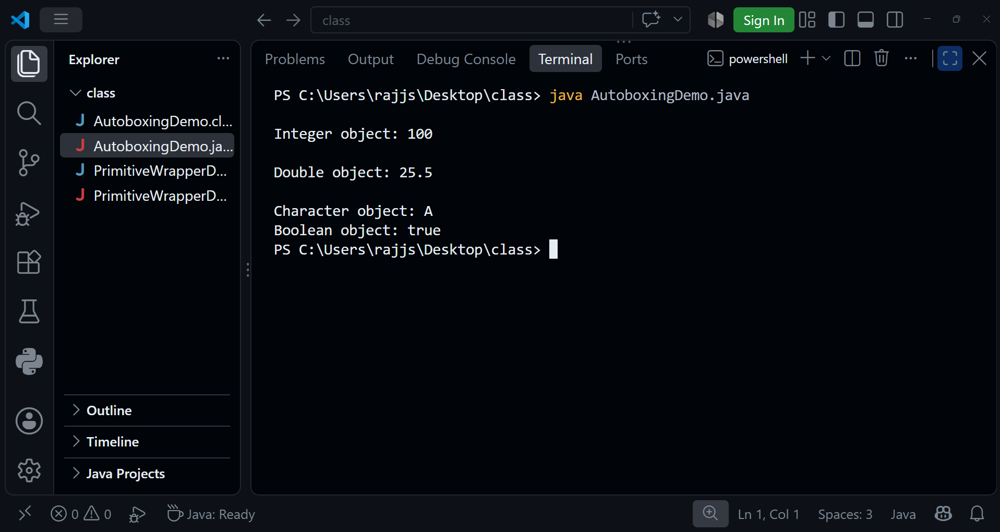 class
Sign In
Explorer
class
AutoboxingDemo.cl...
AutoboxingDemo.ja...
PrimitiveWrapperD...
PrimitiveWrapperD...
Outline
Timeline
Java Projects
Problems Output Debug Console Terminal Ports powershell
PS C:\Users\rajjs\Desktop\class> java AutoboxingDemo.java
Integer object: 100
Double object: 25.5
Character object: A
Boolean object: true
PS C:\Users\rajjs\Desktop\class>
0 0 Java: Ready Ln 1, Col 1 Spaces: 3 Java